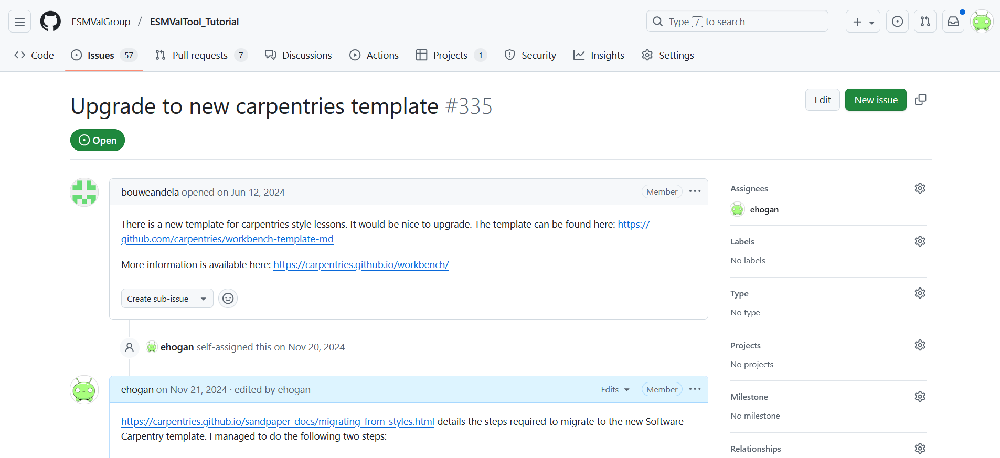 ESMValGroup / ESMValTool_Tutorial
Type / to search
Code
Issues 57
Pull requests 7
Discussions
Actions
Projects 1
Security
Insights
Settings
Upgrade to new carpentries template #335
Edit
New issue
Open
bouweandela opened on Jun 12, 2024
Member
There is a new template for carpentries style lessons. It would be nice to upgrade. The template can be found here: https://
github.com/carpentries/workbench-template-md
More information is available here: https://carpentries.github.io/workbench/
Create sub-issue
ehogan self-assigned this on Nov 20, 2024
ehogan on Nov 21, 2024 · edited by ehogan
Edits
Member
https://carpentries.github.io/sandpaper-docs/migrating-from-styles.html details the steps required to migrate to the new Software
Carpentry template. I managed to do the following two steps:
Assignees
ehogan
Labels
No labels
Type
No type
Projects
No projects
Milestone
No milestone
Relationships